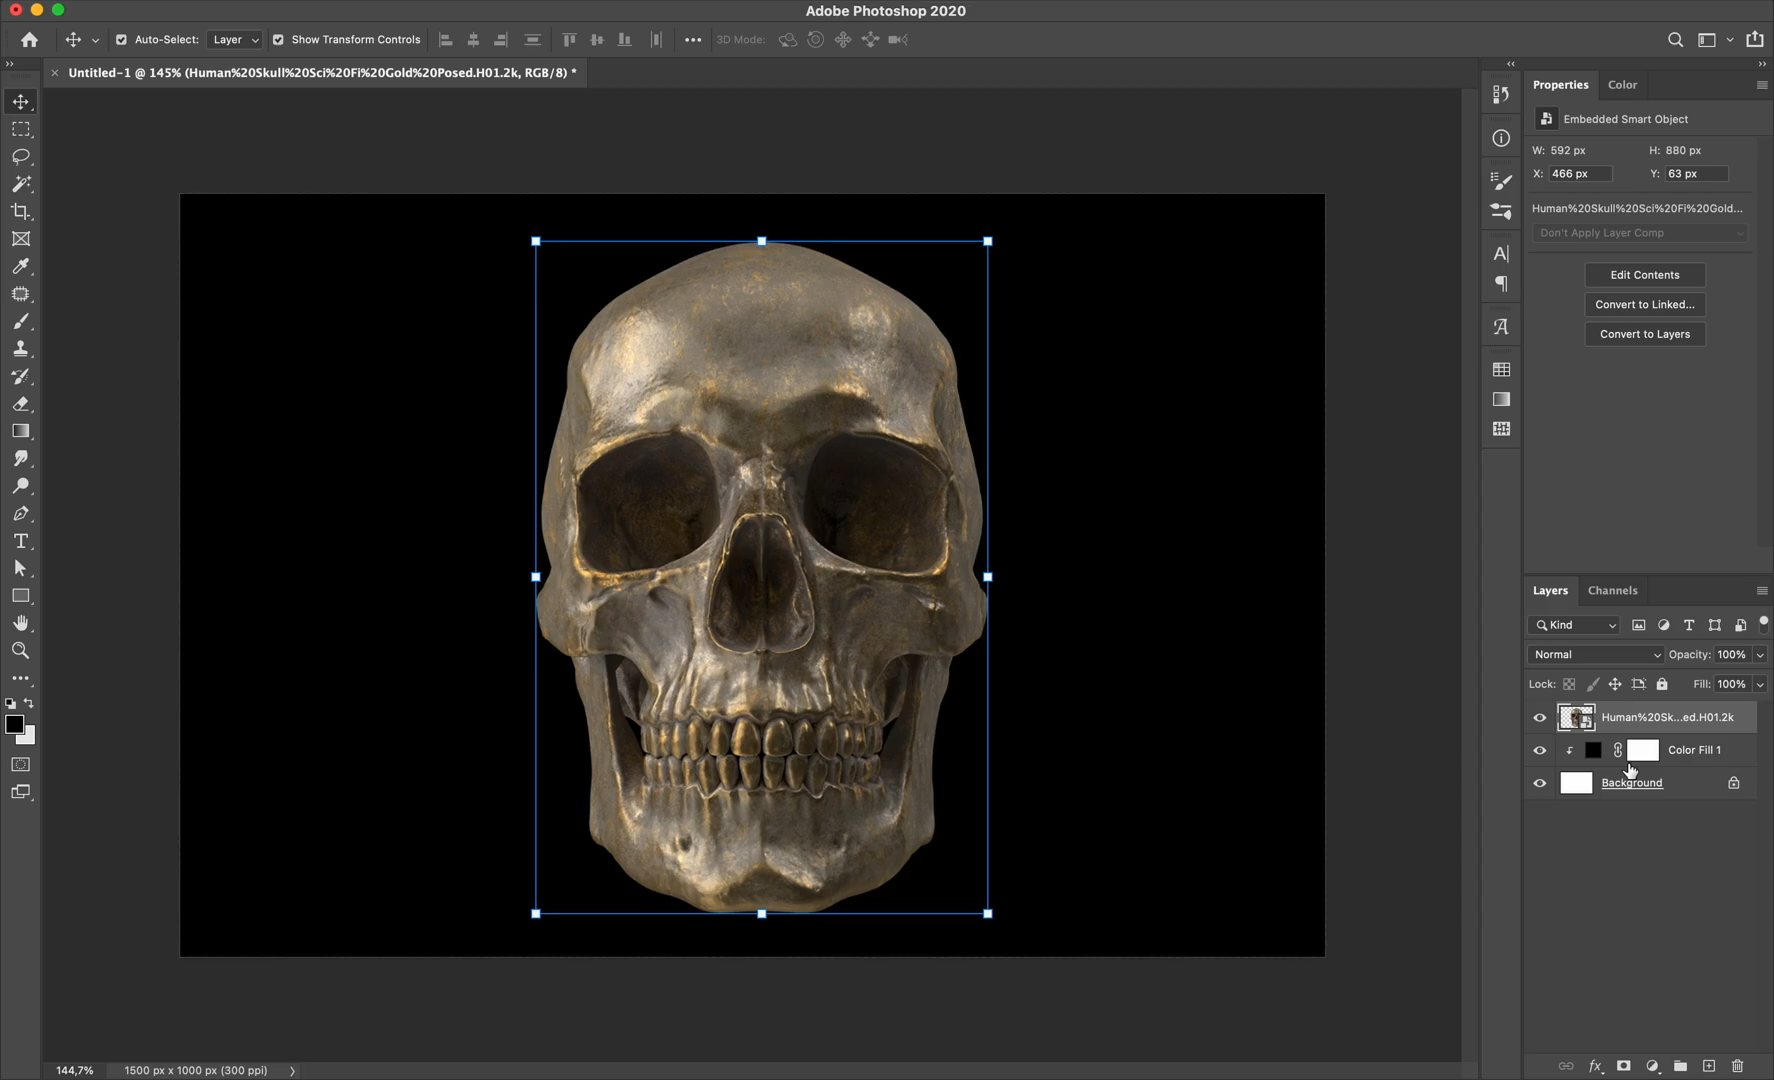 Adobe Photoshop 2020
Auto-Select: Layer Show Transform Controls 3D Mode:
Untitled-1 @ 145% (Human%20Skull%20Sci%20Fi%20Gold%20Posed.H01.2k, RGB/8) *
Properties Color
Embedded Smart Object
W: 592 px H: 880 px
X: 466 px Y: 63 px
Human%20Skull%20Sci%20Fi%20Gold...
Don't Apply Layer Comp
Edit Contents
Convert to Linked...
Convert to Layers
Layers Channels
Kind
Normal Opacity: 100%
Lock: Fill: 100%
Human%20Sk...ed.H01.2k
Color Fill 1
Background
144,7% 1500 px x 1000 px (300 ppi)